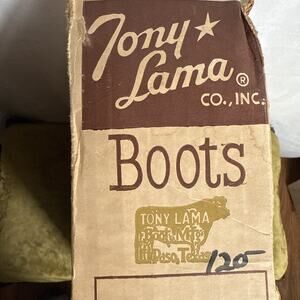 Tony
Lama®
CO., INC.
Boots
TONY LAMA
Boot Mfr.
El Paso, Texas
120